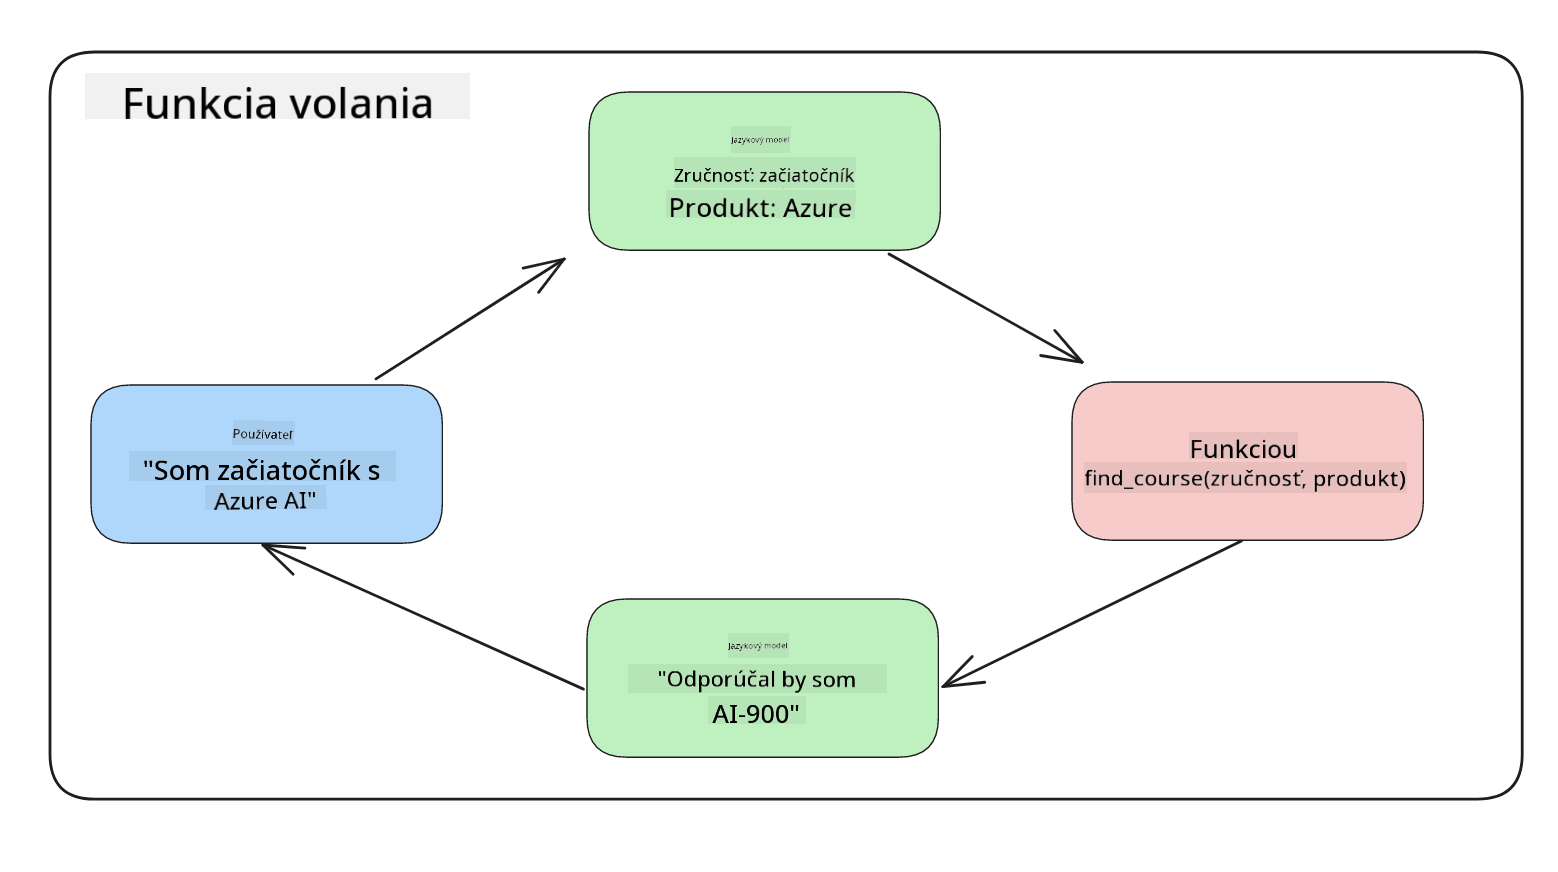 Funkcia volania
Jazykový model
Zručnosť: začiatočník
Produkt: Azure
Používateľ
"Som začiatočník s
Azure AI"
Funkciou
find_course(zručnosť, produkt)
Jazykový model
"Odporúčal by som
AI-900"